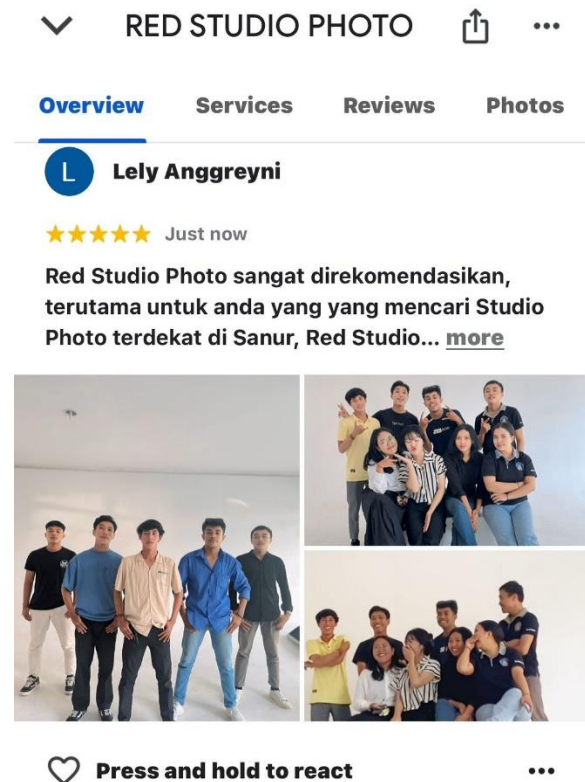 RED STUDIO PHOTO
Overview Services Reviews Photos
L Lely Anggreyni
Just now
Red Studio Photo sangat direkomendasikan,
terutama untuk anda yang yang mencari Studio
Photo terdekat di Sanur, Red Studio... more
Press and hold to react